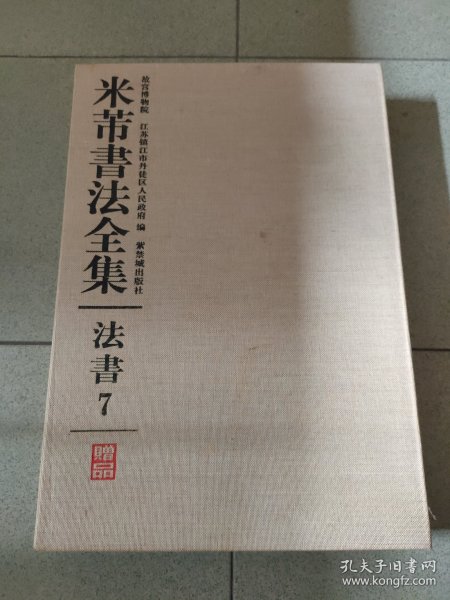 米芾書法全集
故宫博物院 江苏镇江市丹徒区人民政府 编 紫禁城出版社
法書 7
贈品
孔夫子旧书网
www.kongfz.com